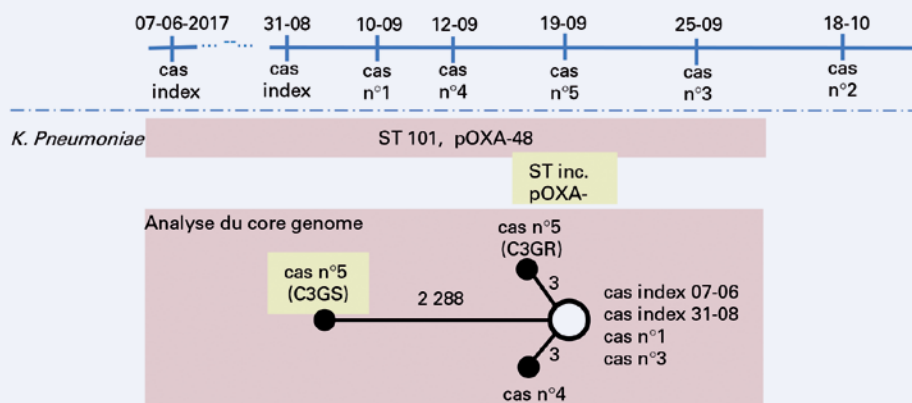 07-06-2017 31-08 10-09 12-09 19-09 25-09 18-10
cas index
cas index
cas n°1
cas n°4
cas n°5
cas n°3
cas n°2
K. Pneumoniae ST 101, pOXA-48
ST inc.
pOXA-
Analyse du core genome
cas n°5
(C3GR)
cas n°5
(C3GS)
2 288
3
cas index 07-06
cas index 31-08
cas n°1
cas n°3
3
cas n°4